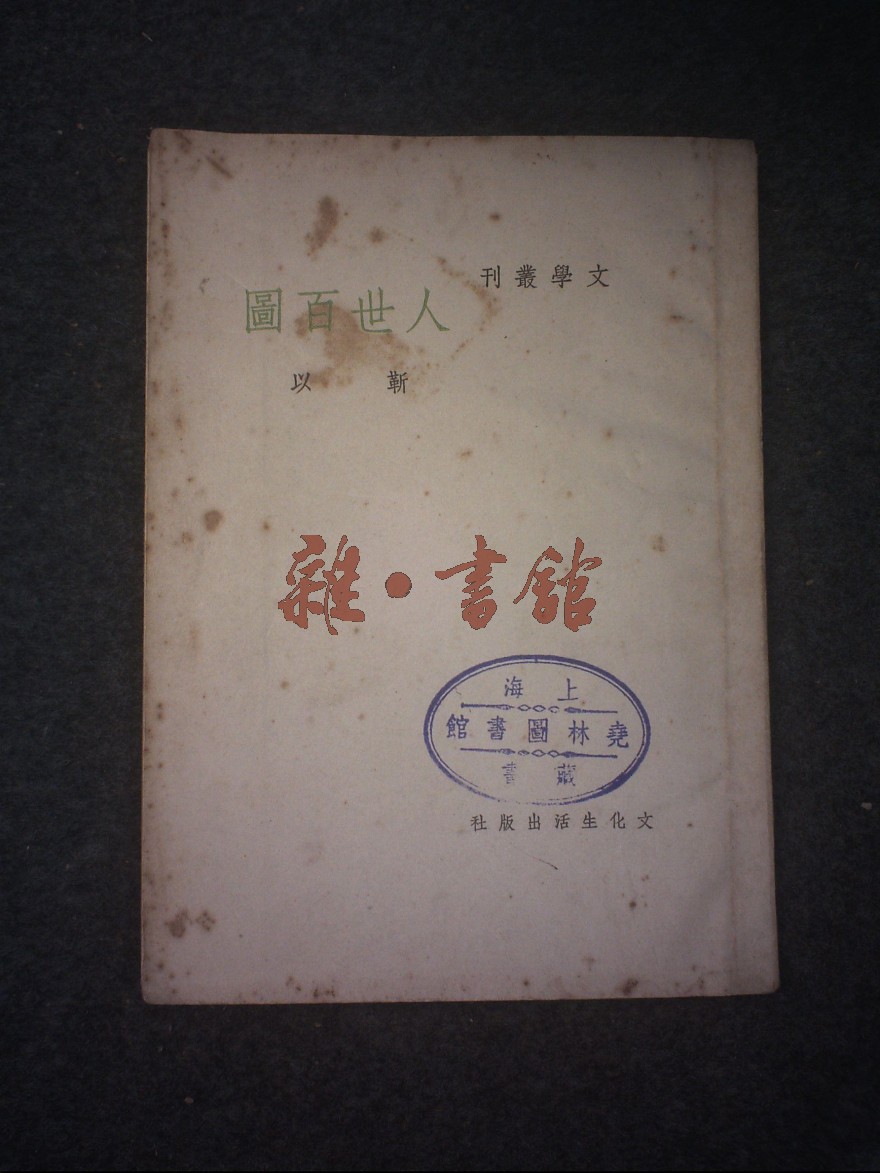 文學叢刊
人世百圖
靳以
雜·書館
上海
堯林圖書館
藏書
文化生活出版社